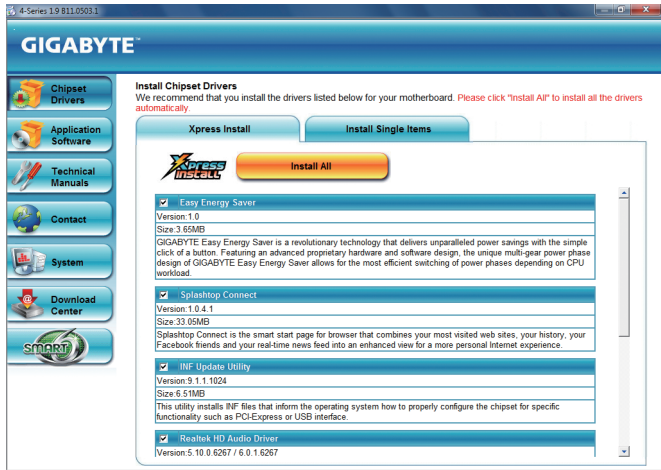 4-Series 1.9 B11.0503.1
GIGABYTE™
Chipset
Drivers
Application
Software
Technical
Manuals
Contact
System
Download
Center
SMART
Install Chipset Drivers
We recommend that you install the drivers listed below for your motherboard. Please click "Install All" to install all the drivers
automatically.
Xpress Install
Install Single Items
Xpress
Install
Install All
Easy Energy Saver
Version:1.0
Size:3.65MB
GIGABYTE Easy Energy Saver is a revolutionary technology that delivers unparalleled power savings with the simple
click of a button. Featuring an advanced proprietary hardware and software design, the unique multi-gear power phase
design of GIGABYTE Easy Energy Saver allows for the most efficient switching of power phases depending on CPU
workload.
Splashtop Connect
Version:1.0.4.1
Size:33.05MB
Splashtop Connect is the smart start page for browser that combines your most visited web sites, your history, your
Facebook friends and your real-time news feed into an enhanced view for a more personal Internet experience.
INF Update Utility
Version:9.1.1.1024
Size:6.51MB
This utility installs INF files that inform the operating system how to properly configure the chipset for specific
functionality such as PCI-Express or USB interface.
Realtek HD Audio Driver
Version:5.10.0.6267 / 6.0.1.6267